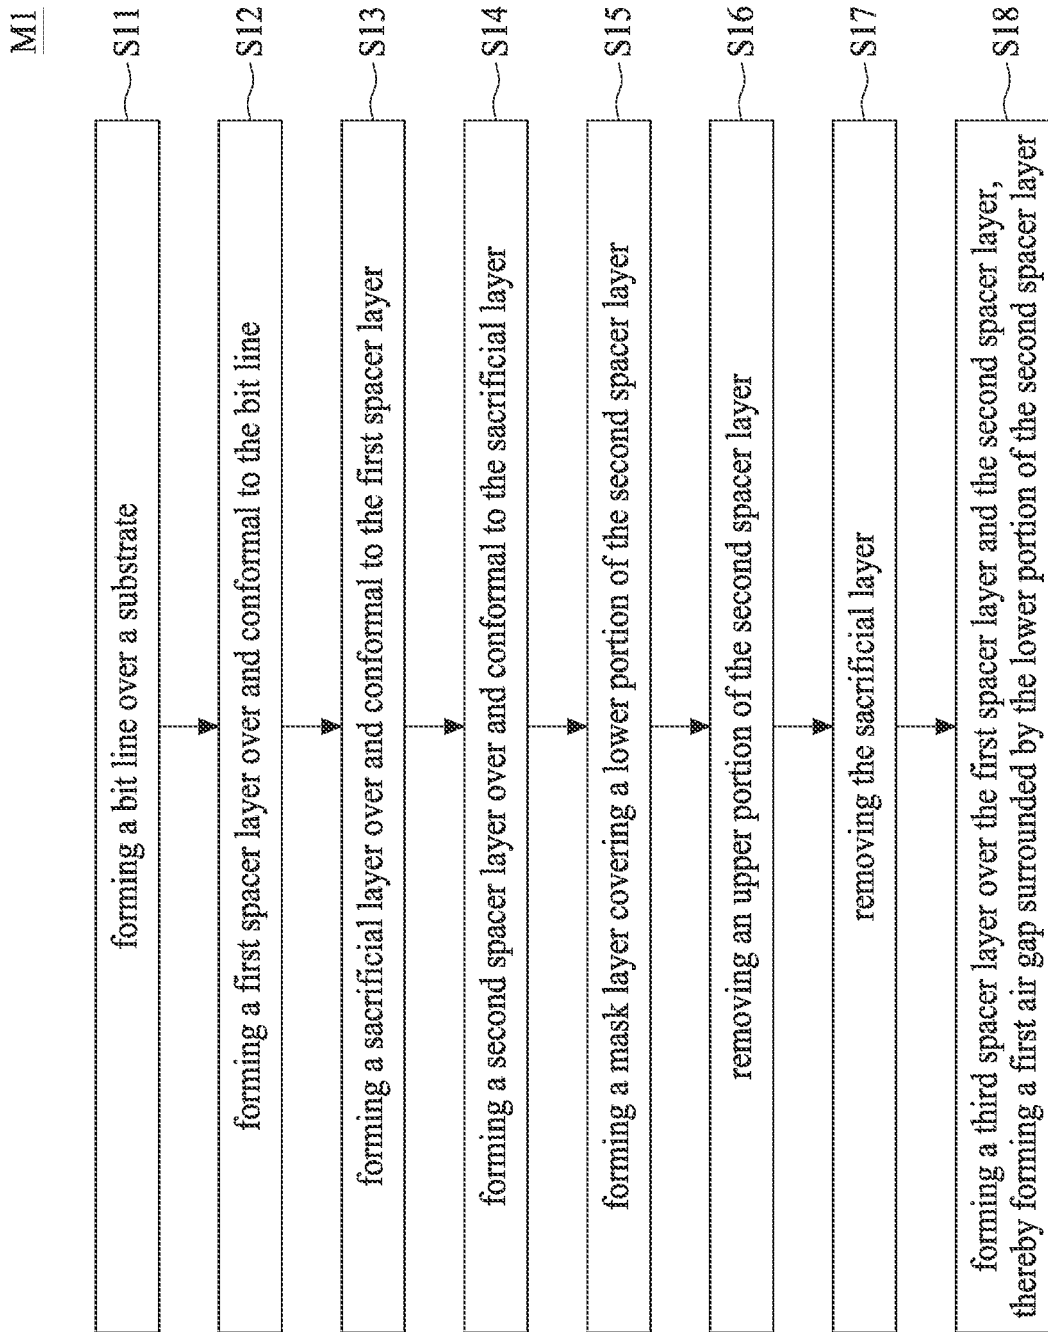 M1
forming a bit line over a substrate
S11
forming a first spacer layer over and conformal to the bit line
S12
forming a sacrificial layer over and conformal to the first spacer layer
S13
forming a second spacer layer over and conformal to the sacrificial layer
S14
forming a mask layer covering a lower portion of the second spacer layer
S15
removing an upper portion of the second spacer layer
S16
removing the sacrificial layer
S17
forming a third spacer layer over the first spacer layer and the second spacer layer,
thereby forming a first air gap surrounded by the lower portion of the second spacer layer
S18